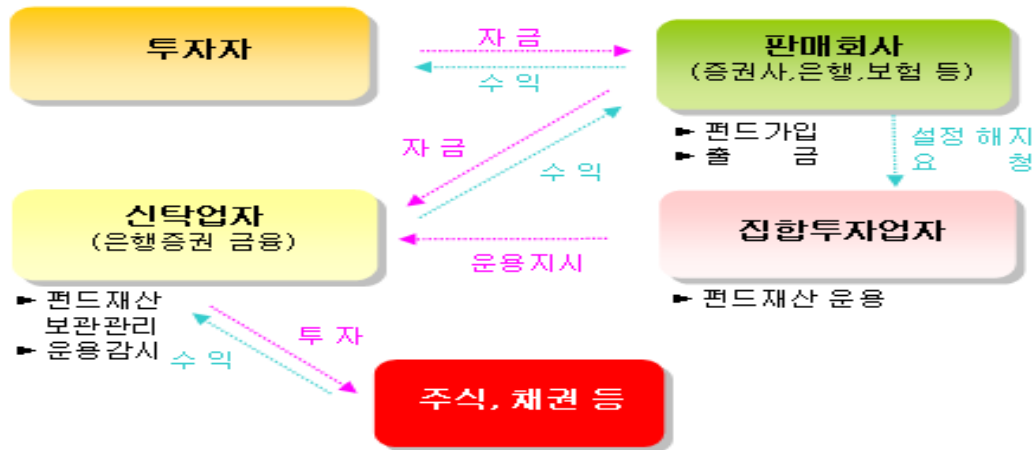 투자자
자 금
수 익
판매회사
(증권사,은행,보험 등)
► 펀드가입
► 출 금
설정 해지
요 청
자 금
수 익
신탁업자
(은행증권 금융)
운용지시
집합투자업자
► 펀드재산
보관관리
► 운용감시
► 펀드재산 운용
투 자
수 익
주식, 채권 등